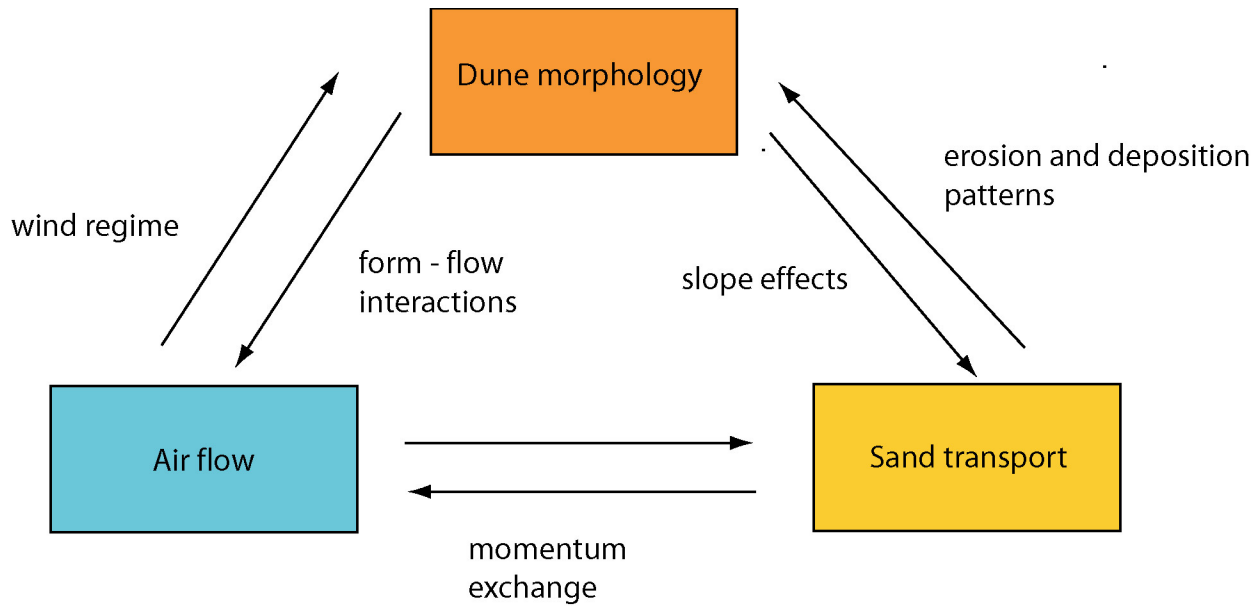 Dune morphology
erosion and deposition
patterns
wind regime
form - flow
interactions
slope effects
Air flow
Sand transport
momentum
exchange